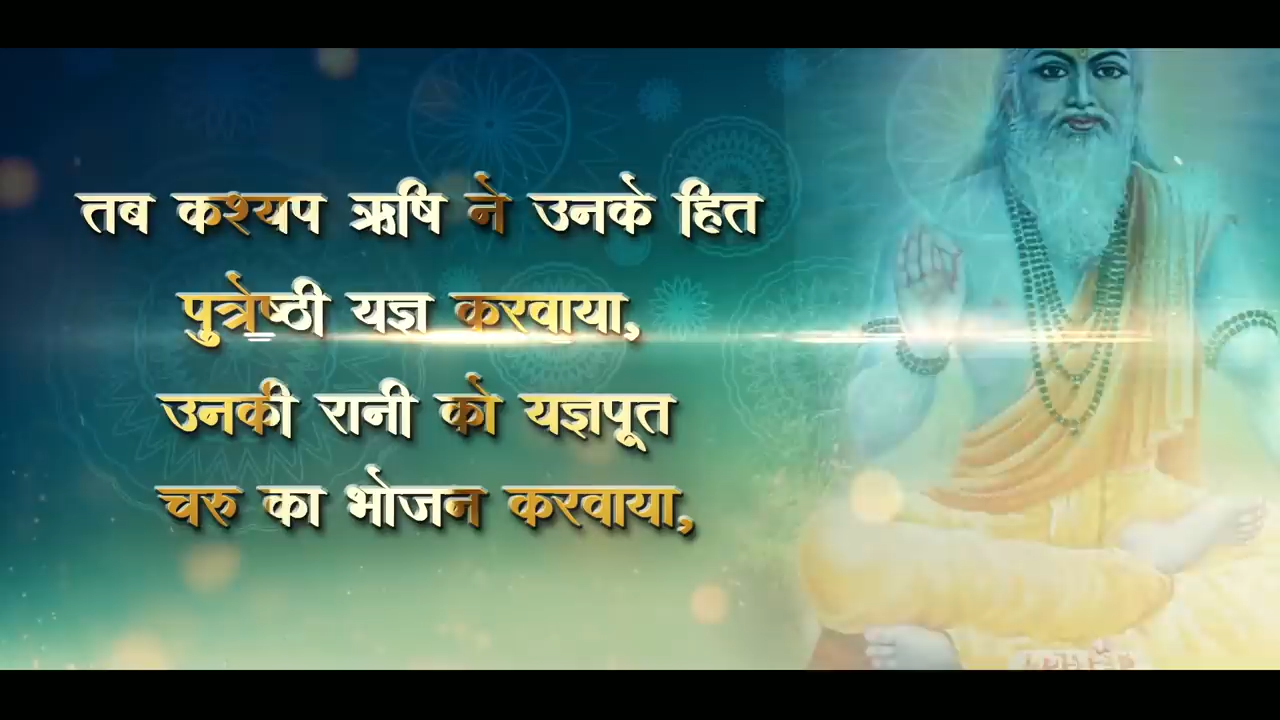 तब कश्यप ऋषि ने उनके हित
पुत्रेष्ठी यज्ञ करवाया,
उनकी रानी को यज्ञपूत
चरु का भोजन करवाया,